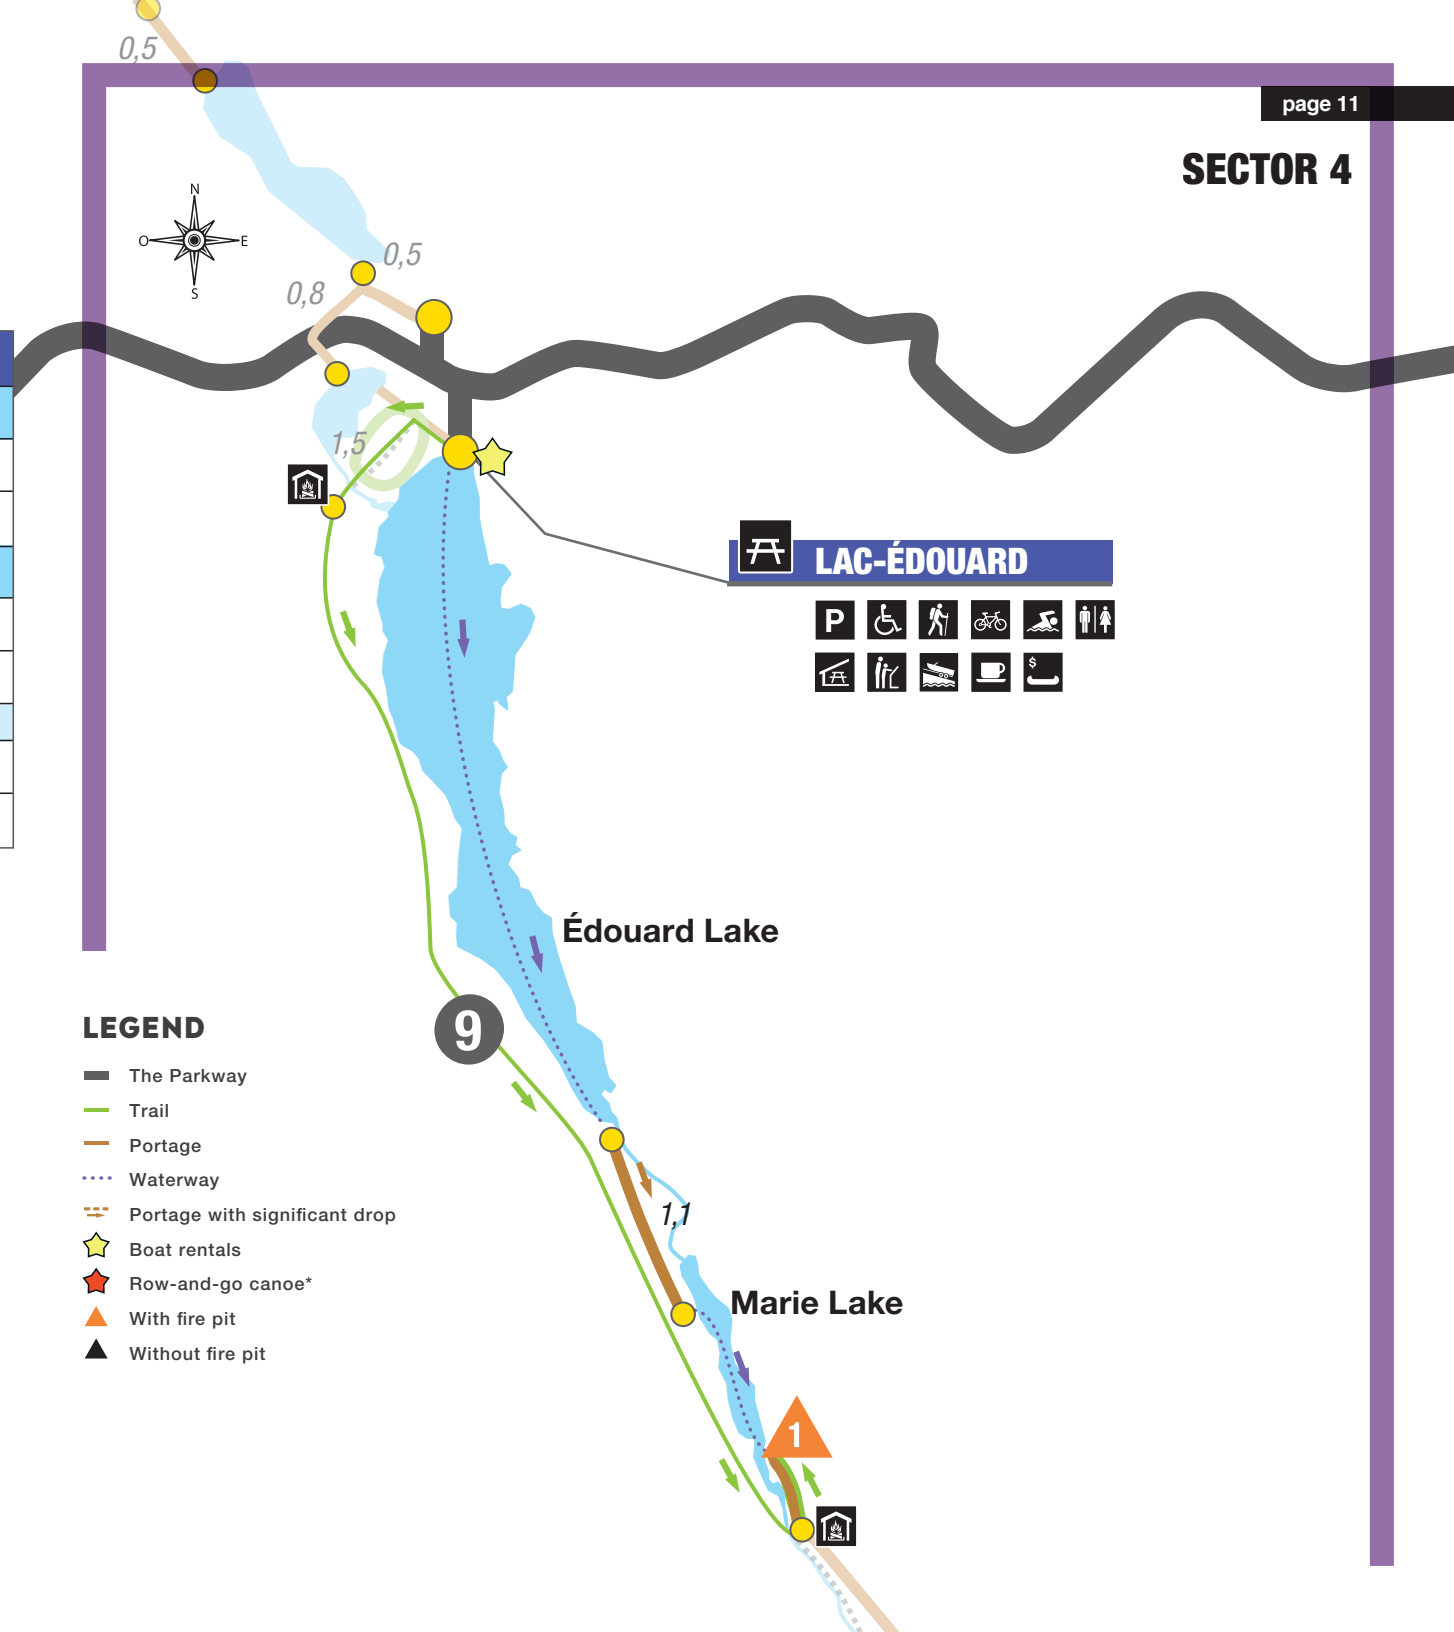 0,5
page 11
SECTOR 4
N
O E
S
0,5
0,8
1,5
LAC-ÉDOUARD
P
$
Édouard Lake
9
LEGEND
The Parkway
Trail
Portage
Waterway
Portage with significant drop
Boat rentals
Row-and-go canoe*
With fire pit
Without fire pit
1,1
Marie Lake
1